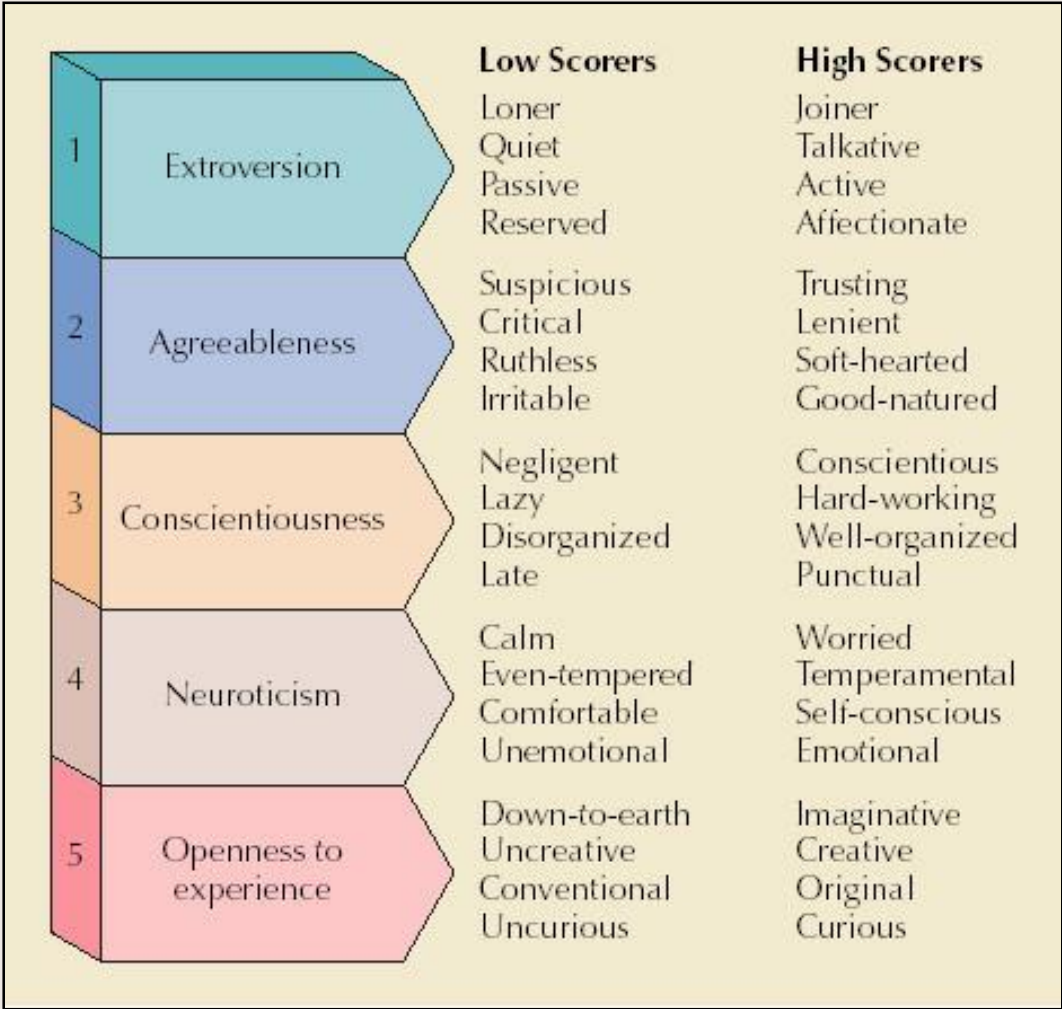 Low Scorers High Scorers
1 Extroversion
Loner Joiner
Quiet Talkative
Passive Active
Reserved Affectionate
2 Agreeableness
Suspicious Trusting
Critical Lenient
Ruthless Soft-hearted
Irritable Good-natured
3 Conscientiousness
Negligent Conscientious
Lazy Hard-working
Disorganized Well-organized
Late Punctual
4 Neuroticism
Calm Worried
Even-tempered Temperamental
Comfortable Self-conscious
Unemotional Emotional
5 Openness to
experience
Down-to-earth Imaginative
Uncreative Creative
Conventional Original
Uncurious Curious